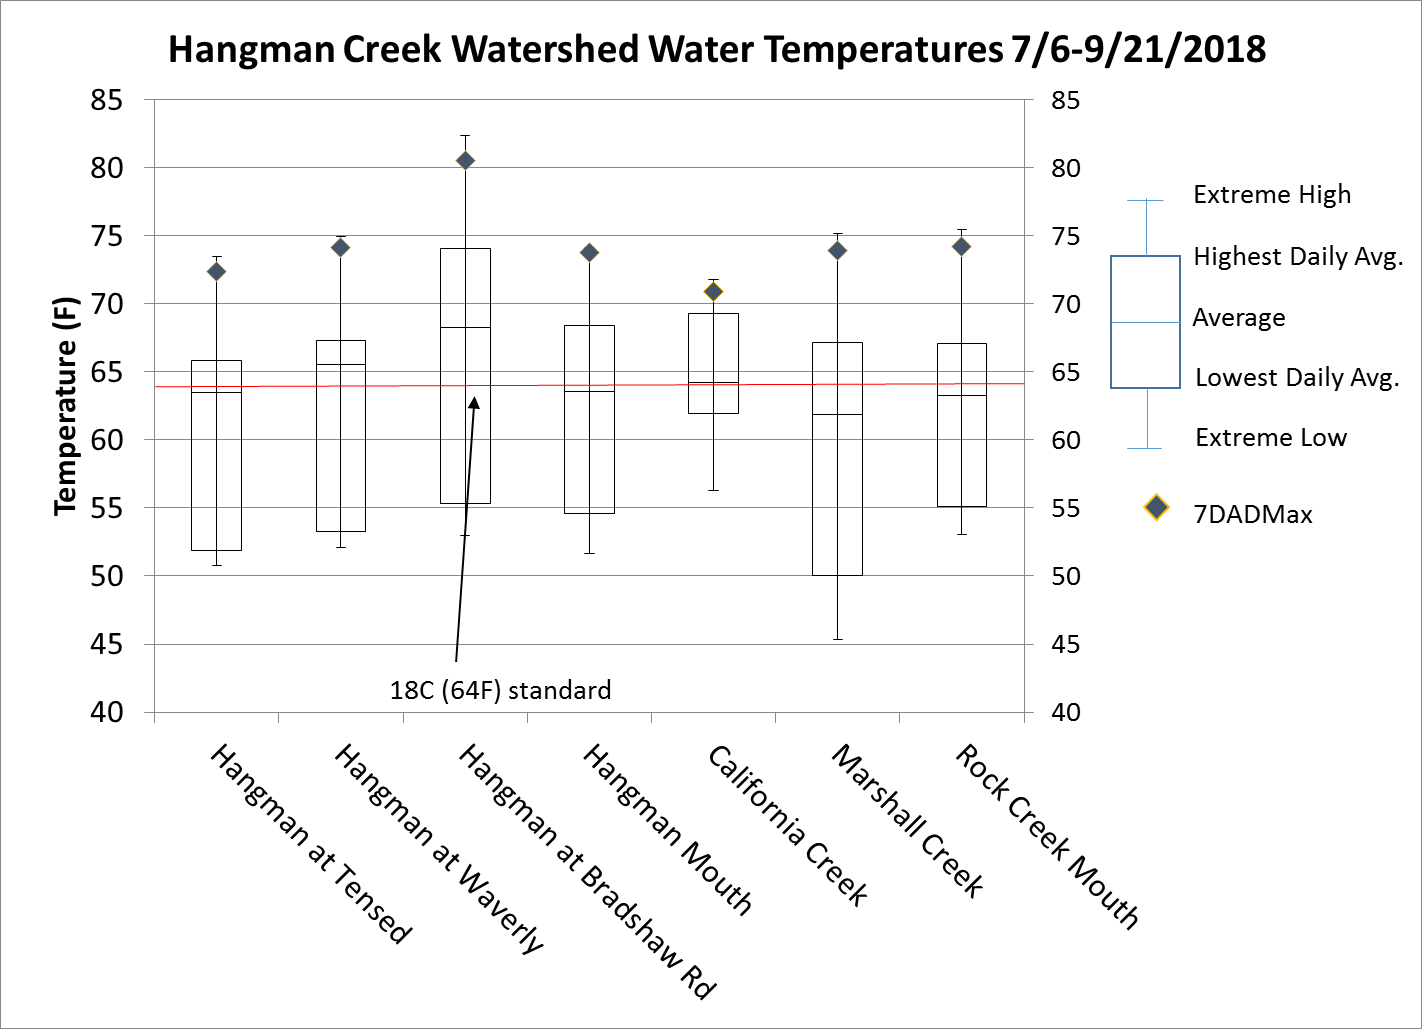 Hangman Creek Watershed Water Temperatures 7/6-9/21/2018
Temperature (F)
85
80
75
70
65
60
55
50
45
40
85
80
75
70
65
60
55
50
45
40
18C (64F) standard
Hangman at Tensed
Hangman at Waverly
Hangman at Bradshaw Rd
Hangman Mouth
California Creek
Marshall Creek
Rock Creek Mouth
Extreme High
Highest Daily Avg.
Average
Lowest Daily Avg.
Extreme Low
7DADMax